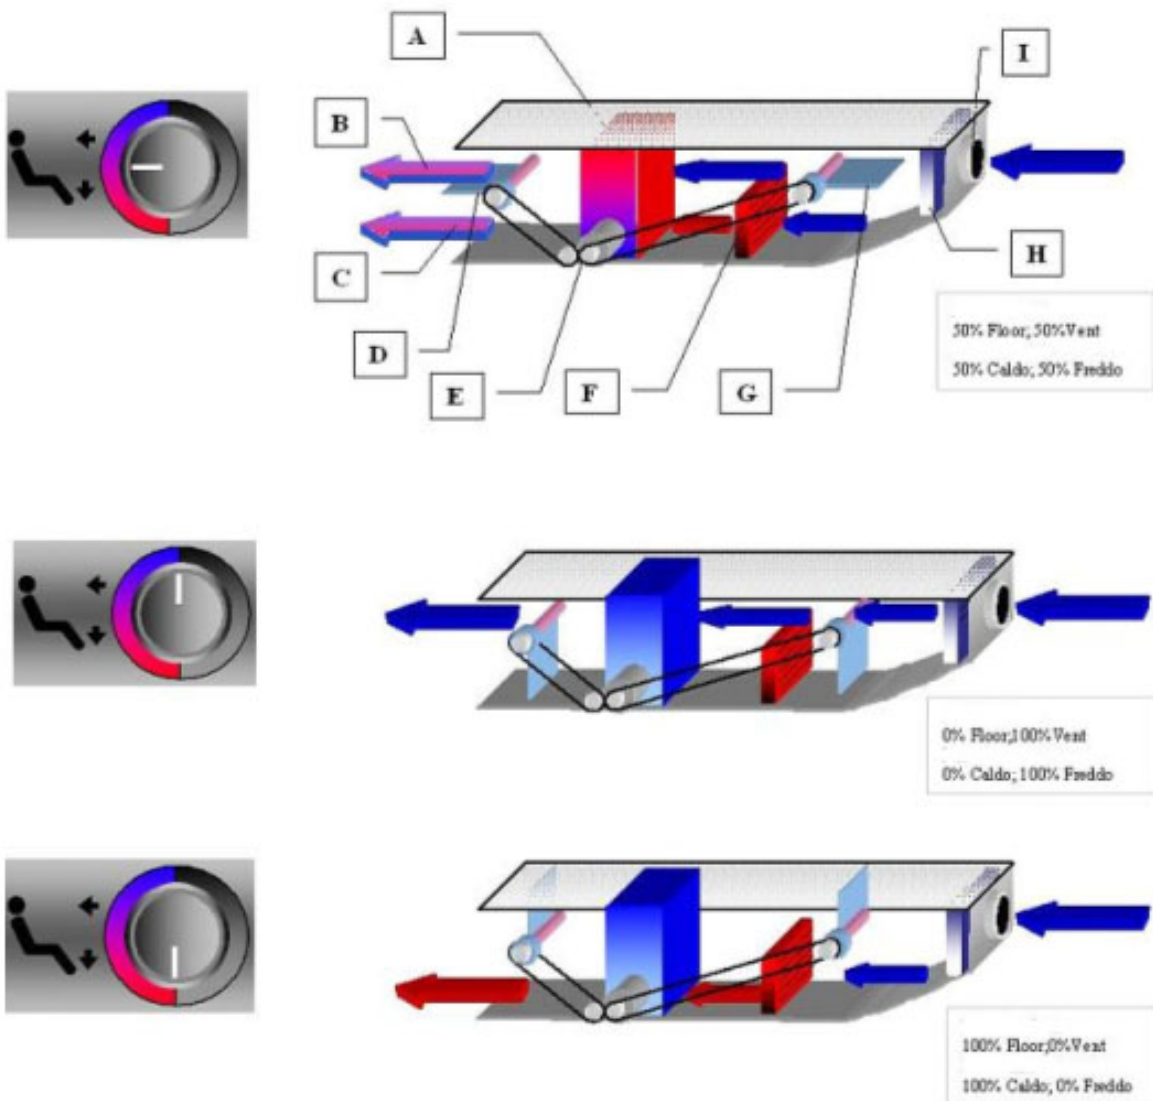 A
I
B
H
C
D
E
F
G
50% Floor; 50%Vent
50% Caldo; 50% Freddo
0% Floor;100%Vent
0% Caldo; 100% Freddo
100% Floor;0%Vent
100% Caldo; 0% Freddo